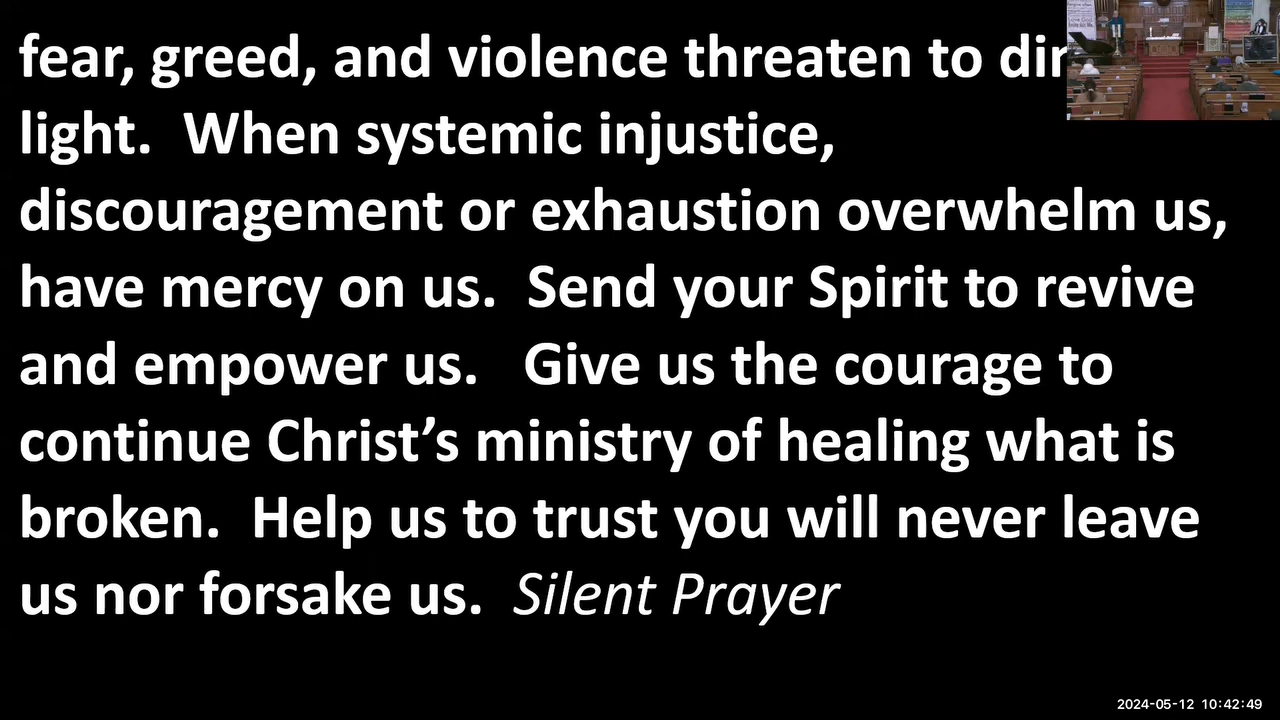 fear, greed, and violence threaten to
light.  When systemic injustice,
discouragement or exhaustion overwhelm us,
have mercy on us.  Send your Spirit to revive
and empower us.   Give us the courage to
continue Christ’s ministry of healing what is
broken.  Help us to trust you will never leave
us nor forsake us.  Silent Prayer
2024-05-12 10:42:49